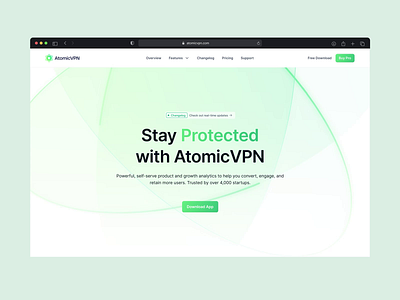 atomicvpn.com
AtomicVPN
Overview Features Changelog Pricing Support
Free Download Buy Pro
Changelog Check out last-time updates
Stay Protected
with AtomicVPN
Powerful, self-serve product and growth analytics to help you convert, engage, and
retain more users. Trusted by over 4,000 startups.
Download App